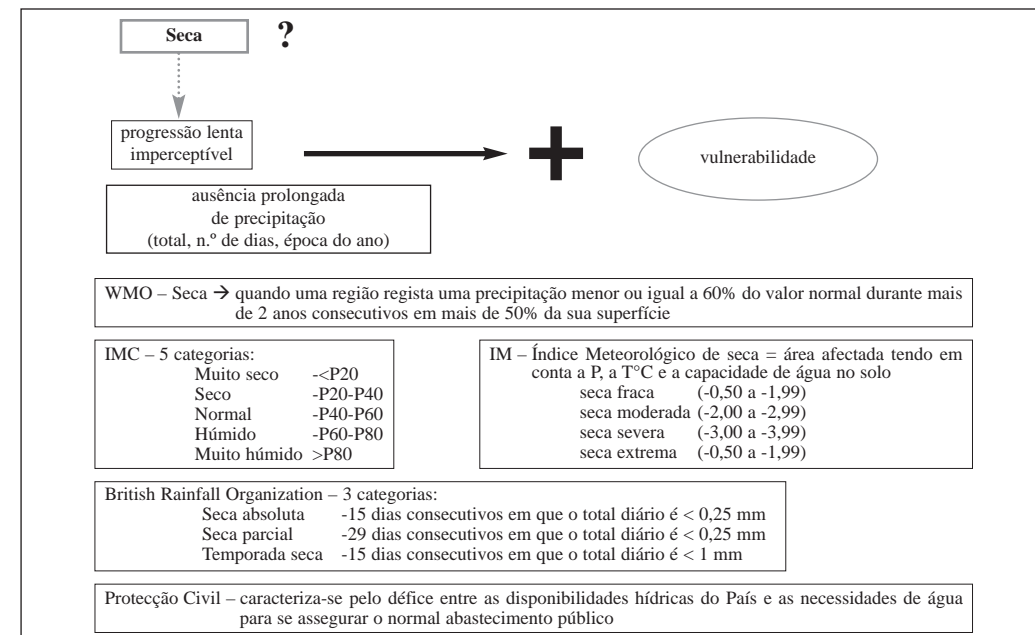 Seca ?
progressão lenta
imperceptível
vulnerabilidade
ausência prolongada
de precipitação
(total, n.º de dias, época do ano)
WMO – Seca → quando uma região regista uma precipitação menor ou igual a 60% do valor normal durante mais
de 2 anos consecutivos em mais de 50% da sua superfície
IMC – 5 categorias:
Muito seco -<P20
Seco -P20-P40
Normal -P40-P60
Húmido -P60-P80
Muito húmido >P80
IM – Índice Meteorológico de seca = área afectada tendo em
conta a P, a T°C e a capacidade de água no solo
seca fraca (-0,50 a -1,99)
seca moderada (-2,00 a -2,99)
seca severa (-3,00 a -3,99)
seca extrema (-0,50 a -1,99)
British Rainfall Organization – 3 categorias:
Seca absoluta -15 dias consecutivos em que o total diário é < 0,25 mm
Seca parcial -29 dias consecutivos em que o total diário é < 0,25 mm
Temporada seca -15 dias consecutivos em que o total diário é < 1 mm
Protecção Civil – caracteriza-se pelo défice entre as disponibilidades hídricas do País e as necessidades de água
para se assegurar o normal abastecimento público